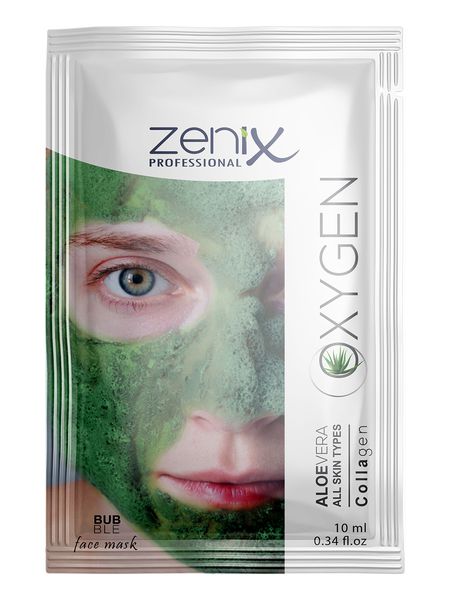 zenix
PROFESSIONAL
OXYGEN
ALOEVERA
ALL SKIN TYPES
Collagen
BUB
BLE
face mask
10 ml
0.34 fl.oz